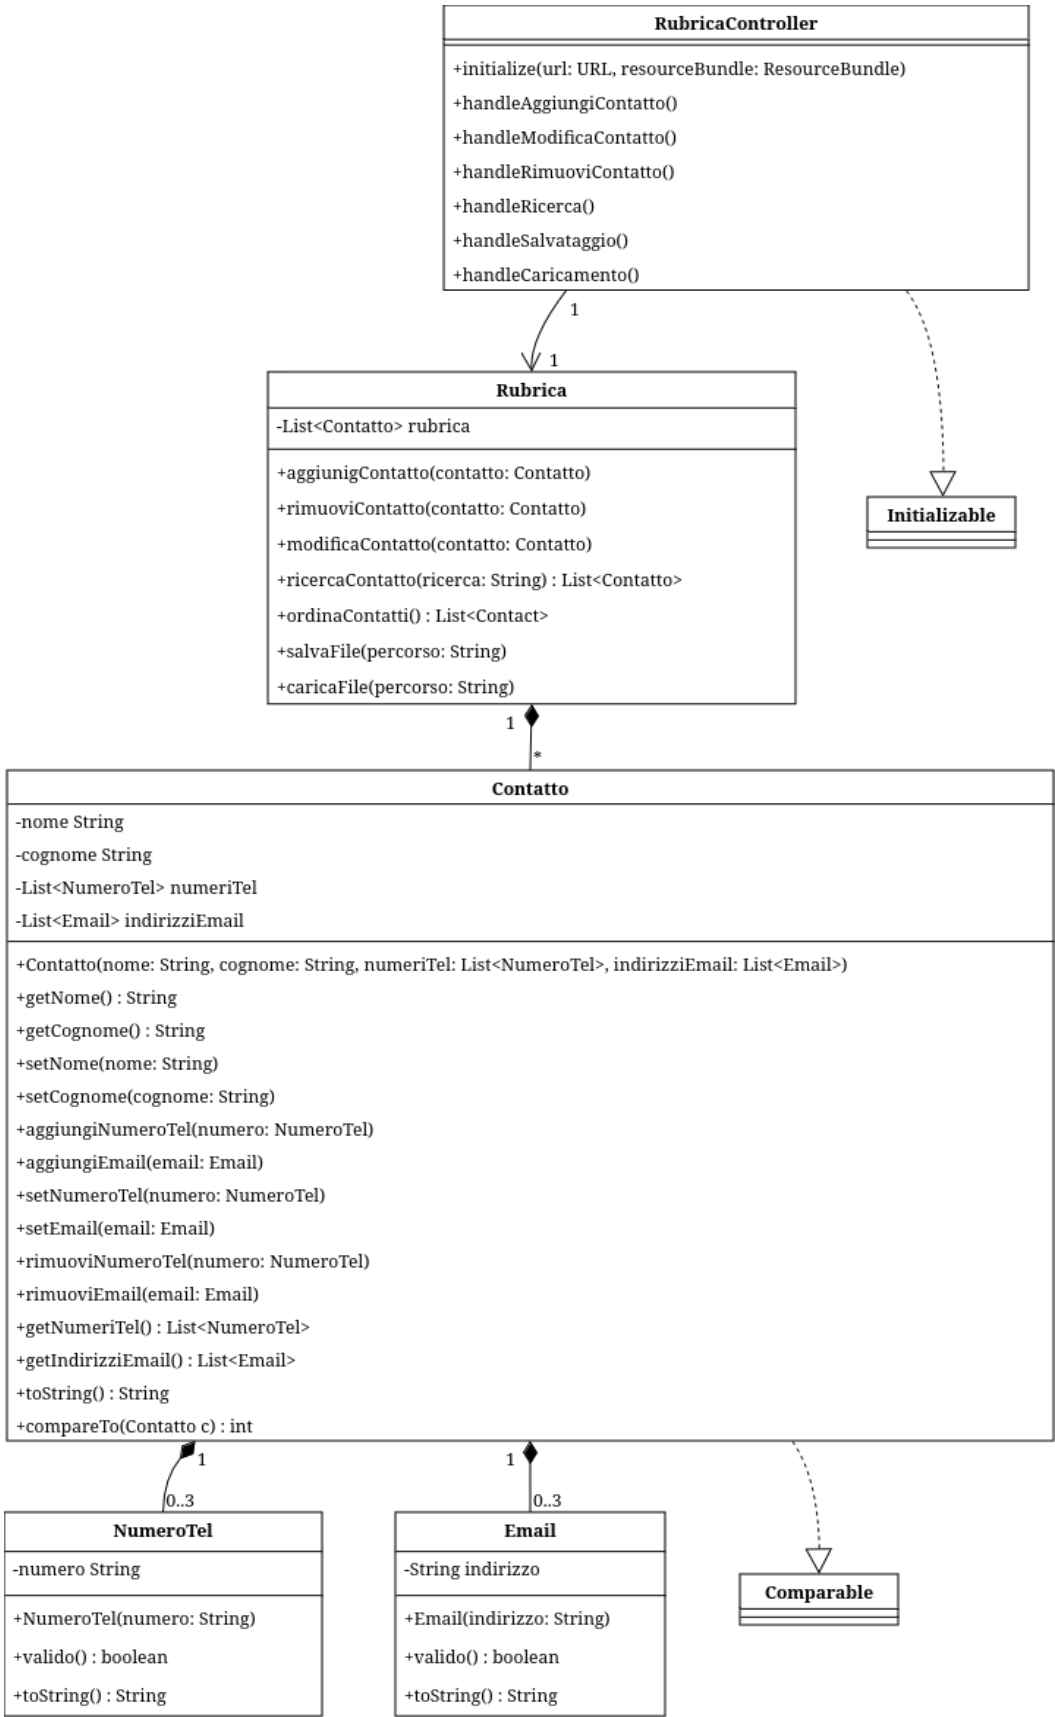 RubricaController
+initialize(url: URL, resourceBundle: ResourceBundle)
+handleAggiungiContatto()
+handleModificaContatto()
+handleRimuoviContatto()
+handleRicerca()
+handleSalvataggio()
+handleCaricamento()
1
1
Rubrica
-List<Contatto> rubrica
+aggiunigContatto(contatto: Contatto)
+rimuoviContatto(contatto: Contatto)
+modificaContatto(contatto: Contatto)
+ricercaContatto(ricerca: String) : List<Contatto>
+ordinaContatti() : List<Contact>
+salvaFile(percorso: String)
+caricaFile(percorso: String)
Initializable
1
*
Contatto
-nome String
-cognome String
-List<NumeroTel> numeriTel
-List<Email> indirizziEmail
+Contatto(nome: String, cognome: String, numeriTel: List<NumeroTel>, indirizziEmail: List<Email>)
+getNome() : String
+getCognome() : String
+setNome(nome: String)
+setCognome(cognome: String)
+aggiungiNumeroTel(numero: NumeroTel)
+aggiungiEmail(email: Email)
+setNumeroTel(numero: NumeroTel)
+setEmail(email: Email)
+rimuoviNumeroTel(numero: NumeroTel)
+rimuoviEmail(email: Email)
+getNumeriTel() : List<NumeroTel>
+getIndirizziEmail() : List<Email>
+toString() : String
+compareTo(Contatto c) : int
1
0..3
NumeroTel
-numero String
+NumeroTel(numero: String)
+valido() : boolean
+toString() : String
1
0..3
Email
-String indirizzo
+Email(indirizzo: String)
+valido() : boolean
+toString() : String
Comparable